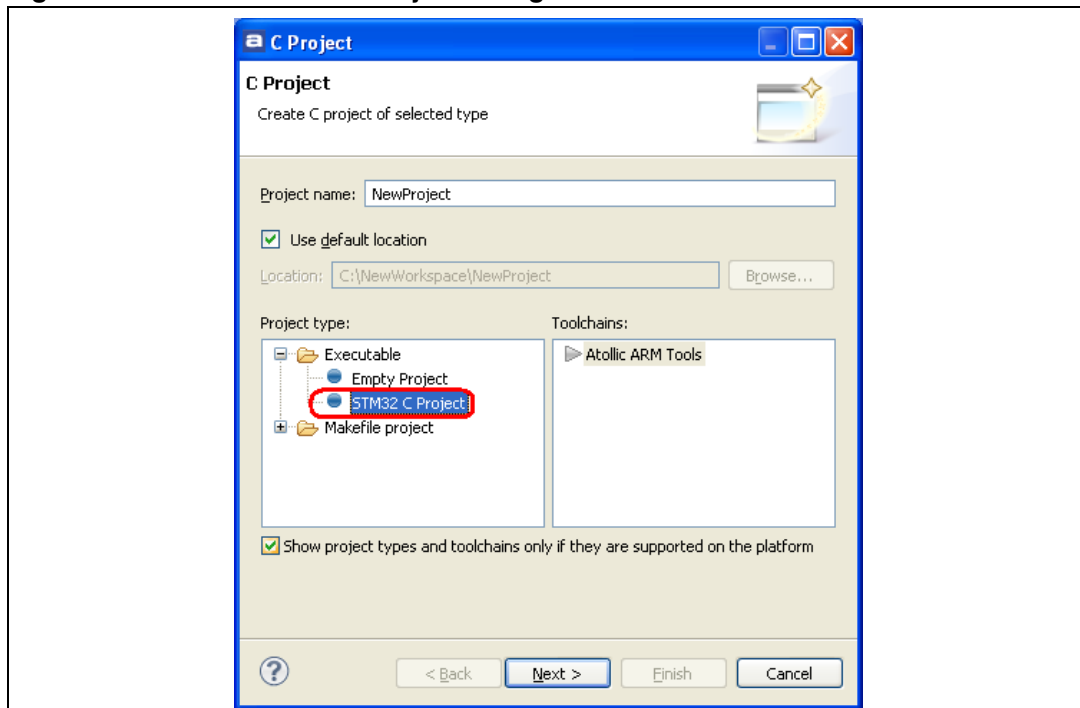 C Project
C Project
Create C project of selected type
Project name: NewProject
Use default location
Location: C:\NewWorkspace\NewProject Browse...
Project type: Toolchains:
Executable Atollic ARM Tools
Empty Project
STM32 C Project
Makefile project
Show project types and toolchains only if they are supported on the platform
? < Back Next > Finish Cancel